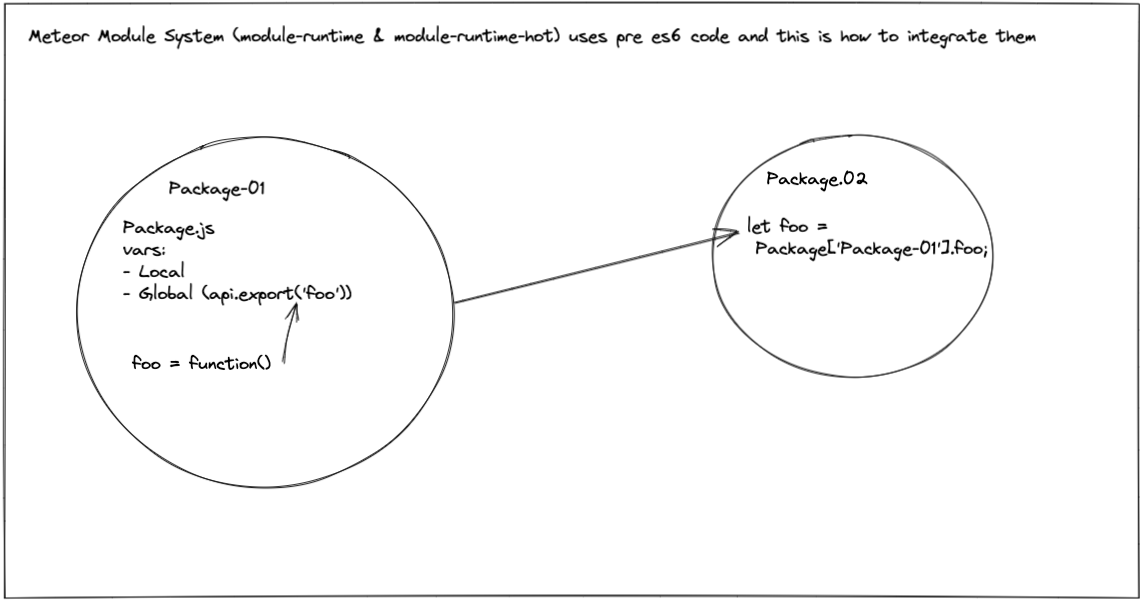 Meteor Module System (module-runtime & module-runtime-hot) uses pre es6 code and this is how to integrate them
Package-01
Package.js
vars:
- Local
- Global (api.export('foo'))
foo = function()
Package.02
let foo =
Package['Package-01'].foo;